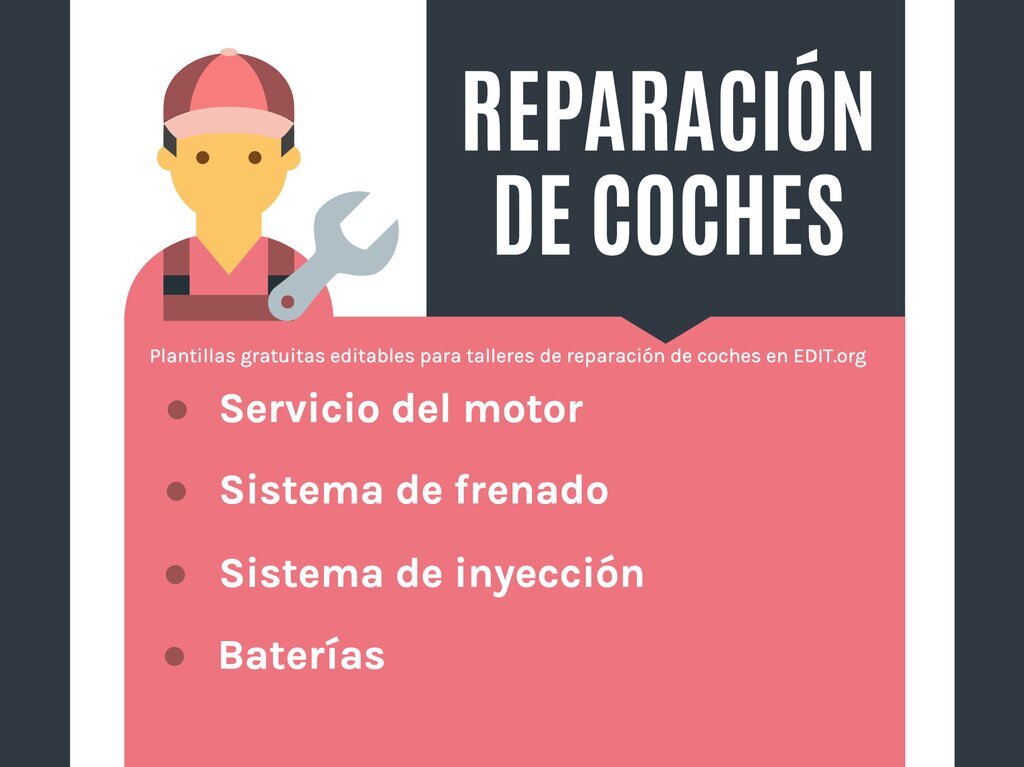 REPARACIÓN
DE COCHES
Plantillas gratuitas editables para talleres de reparación de coches en EDIT.org
Servicio del motor
Sistema de frenado
Sistema de inyección
Baterías